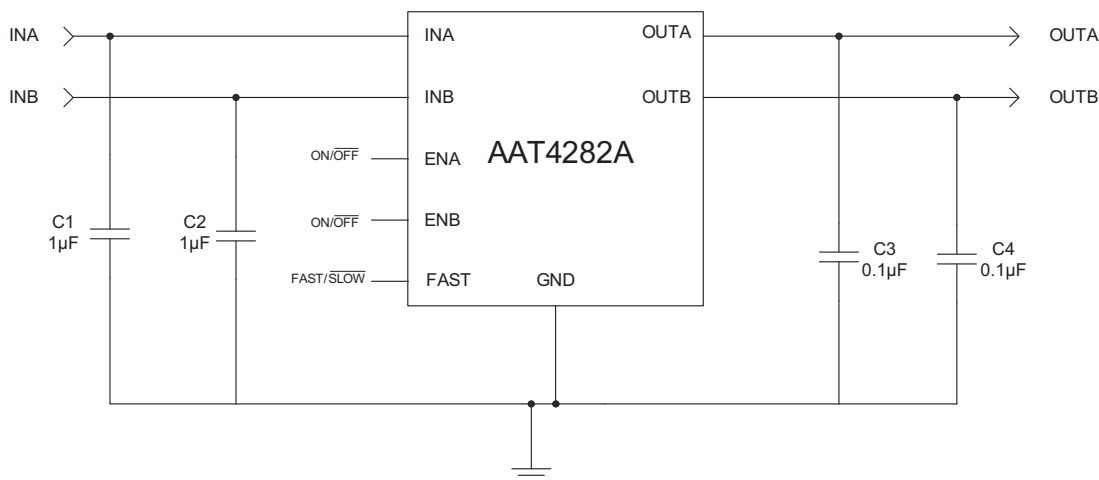 INA
INA
OUTA
OUTA
INB
INB
OUTB
OUTB
AAT4282A
ON/OFF
ENA
ON/OFF
ENB
C1
1µF
C2
1µF
C3
0.1µF
C4
0.1µF
FAST/SLOW
FAST
GND